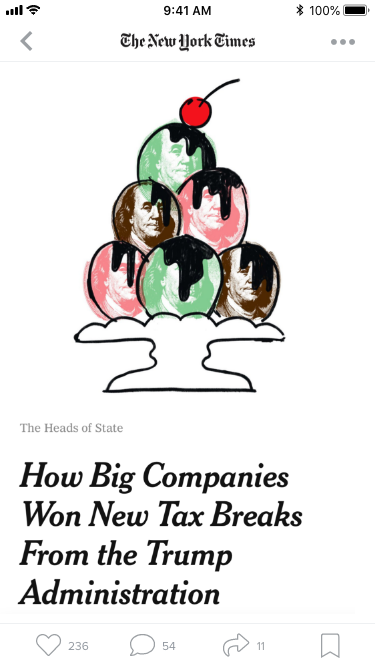 9:41 AM
100%
The New York Times
The Heads of State
How Big Companies
Won New Tax Breaks
From the Trump
Administration
236
54
11